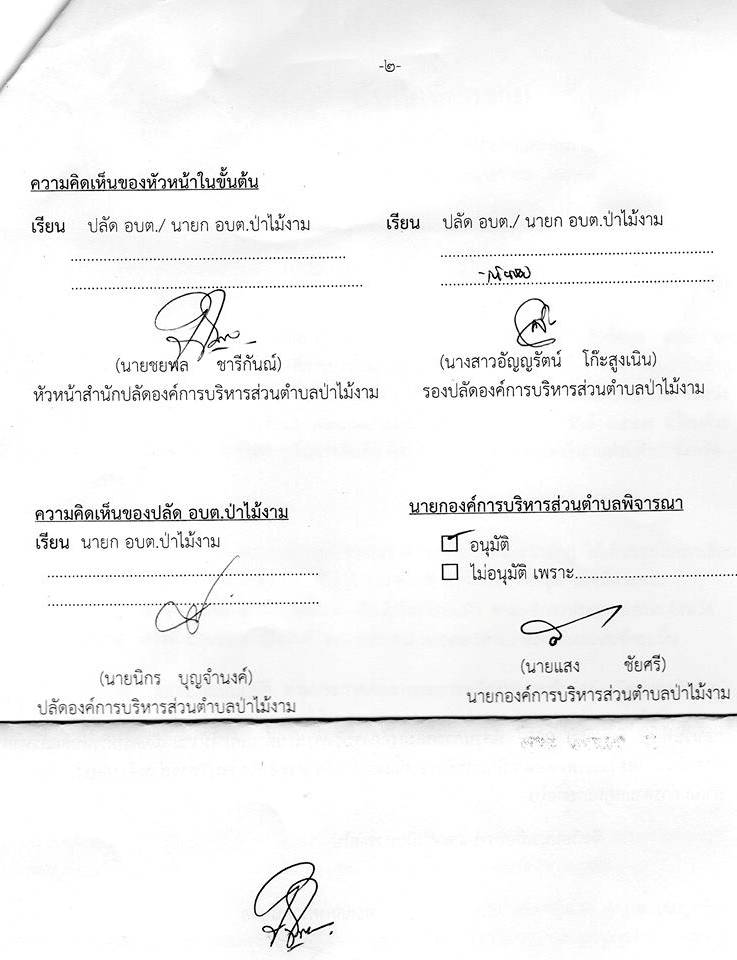 -๒-
ความคิดเห็นของหัวหน้าในขั้นต้น
เรียน ปลัด อบต./ นายก อบต.ป่าไม้งาม
(นายชยพล ชารีกันณ์)
หัวหน้าสำนักปลัดองค์การบริหารส่วนตำบลป่าไม้งาม
เรียน ปลัด อบต./ นายก อบต.ป่าไม้งาม
(นางสาวอัญญรัตน์ โก๊ะสูงเนิน)
รองปลัดองค์การบริหารส่วนตำบลป่าไม้งาม
ความคิดเห็นของปลัด อบต.ป่าไม้งาม
เรียน นายก อบต.ป่าไม้งาม
(นายนิกร บุญจำนงค์)
ปลัดองค์การบริหารส่วนตำบลป่าไม้งาม
นายกองค์การบริหารส่วนตำบลพิจารณา
อนุมัติ
ไม่อนุมัติ เพราะ
(นายแสง ชัยศรี)
นายกองค์การบริหารส่วนตำบลป่าไม้งาม